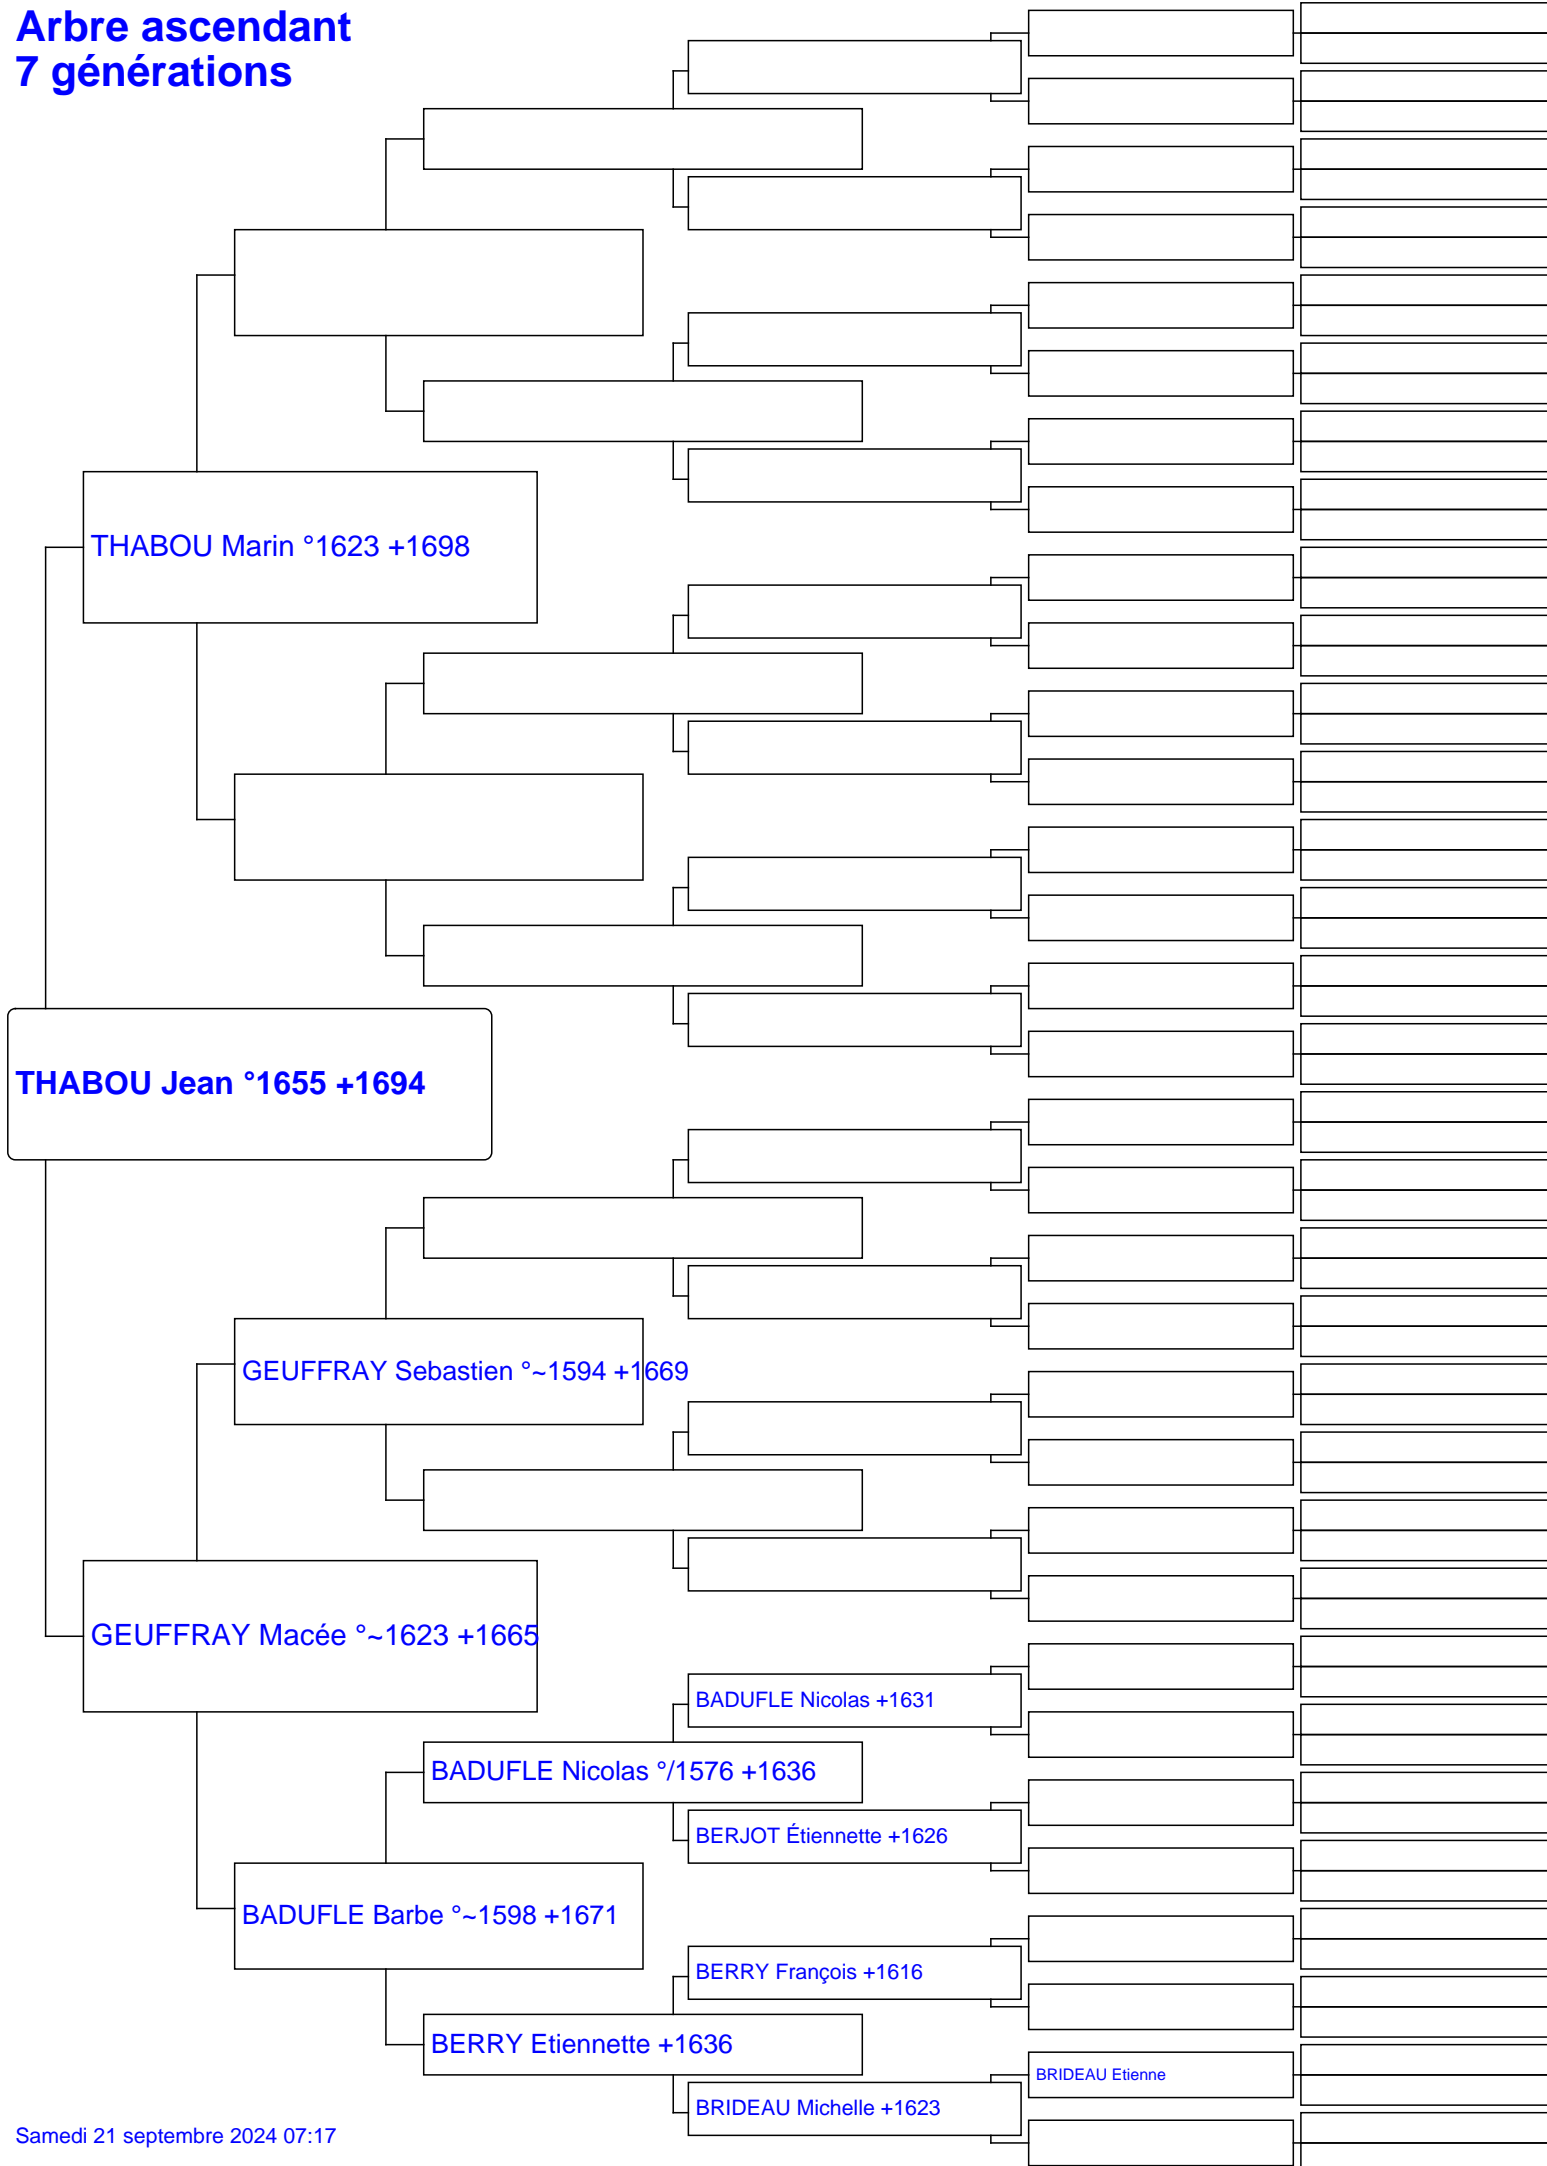 Arbre ascendant
7 générations
THABOU Marin °1623 +1698
THABOU Jean °1655 +1694
GEUFFRAY Sebastien °~1594 +1669
GEUFFRAY Macée °~1623 +1665
BADUFLE Nicolas +1631
BADUFLE Nicolas °/1576 +1636
BERJOT Étiennette +1626
BADUFLE Barbe °~1598 +1671
BERRY François +1616
BERRY Etiennette +1636
BRIDEAU Etienne
BRIDEAU Michelle +1623
Samedi 21 septembre 2024 07:17